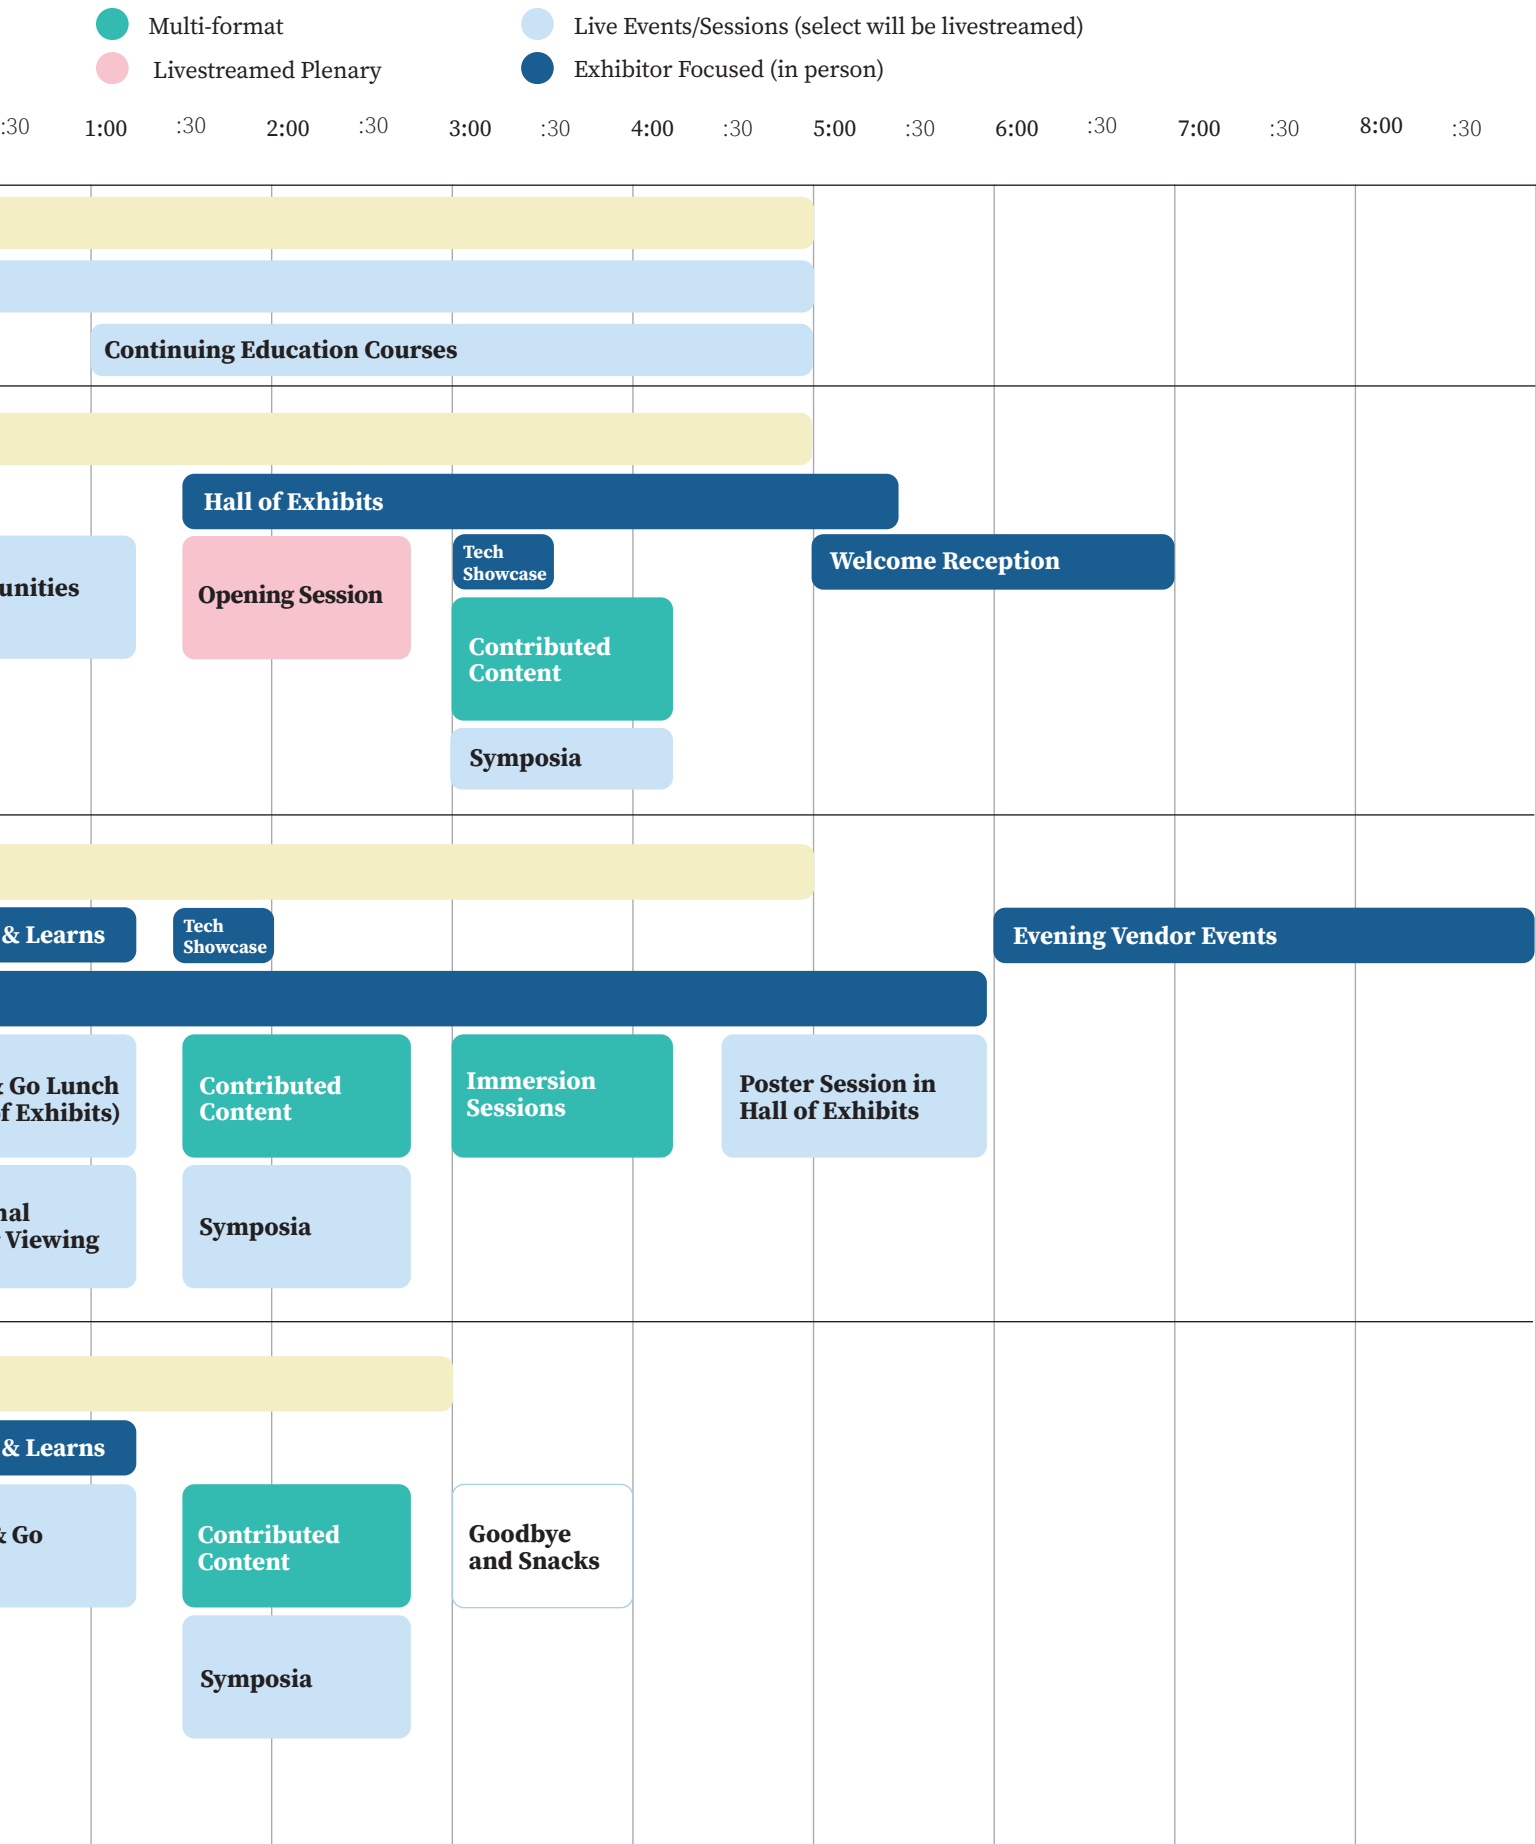 Multi-format
Live Events/Sessions (select will be livestreamed)
Livestreamed Plenary
Exhibitor Focused (in person)
:30 1:00 :30 2:00 :30 3:00 :30 4:00 :30 5:00 :30 6:00 :30 7:00 :30 8:00 :30
Continuing Education Courses
Hall of Exhibits
unities
Opening Session
Tech
Showcase
Welcome Reception
Contributed
Content
Symposia
& Learns
Tech
Showcase
Evening Vendor Events
Go Lunch
of Exhibits)
Contributed
Content
Immersion
Sessions
Poster Session in
Hall of Exhibits
nal
Viewing
Symposia
& Learns
& Go
Contributed
Content
Goodbye
and Snacks
Symposia